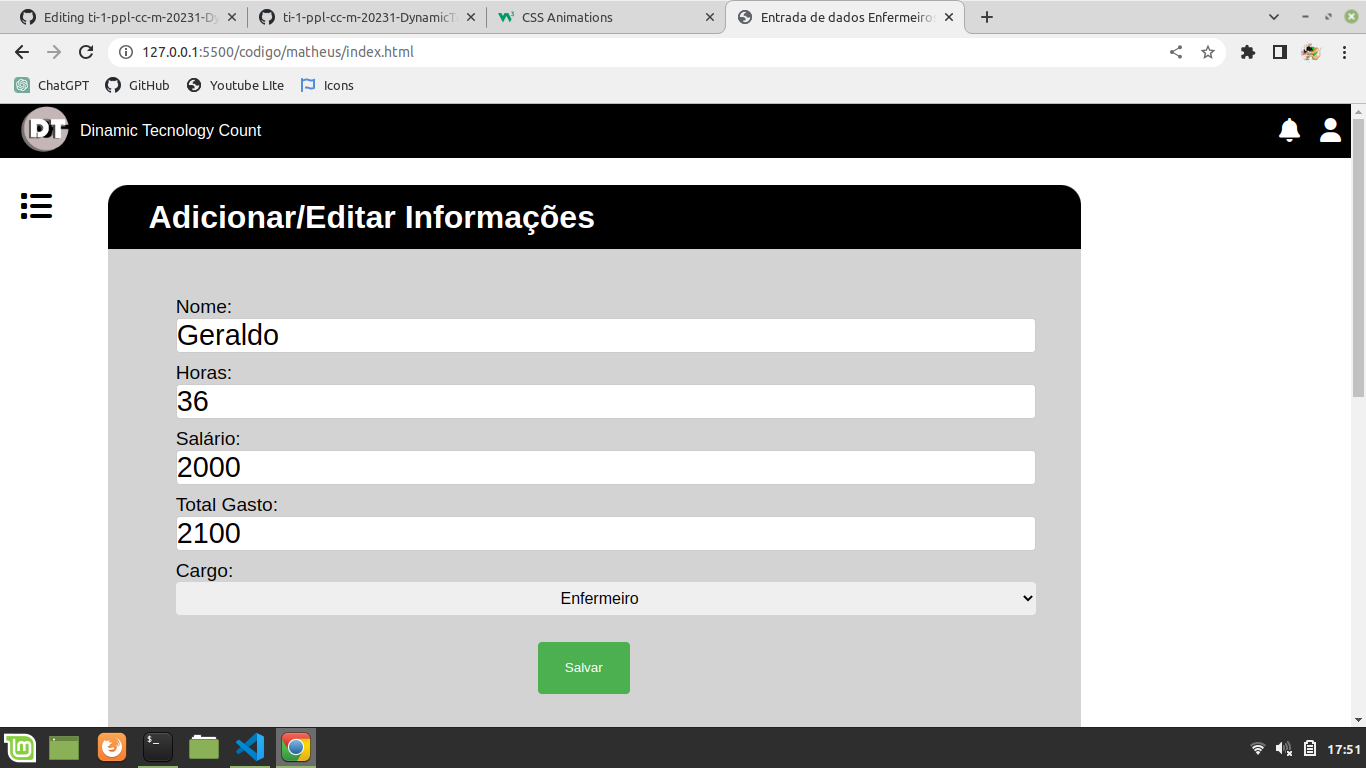 Editing ti-1-ppl-cc-m-20231-Dy
ti-1-ppl-cc-m-20231-DynamicT
CSS Animations
Entrada de dados Enfermeiro
127.0.0.1:5500/codigo/matheus/index.html
ChatGPT
GitHub
Youtube LIte
Icons
DT
Dinamic Tecnology Count
Adicionar/Editar Informações
Nome:
Geraldo
Horas:
36
Salário:
2000
Total Gasto:
2100
Cargo:
Enfermeiro
Salvar
17:51